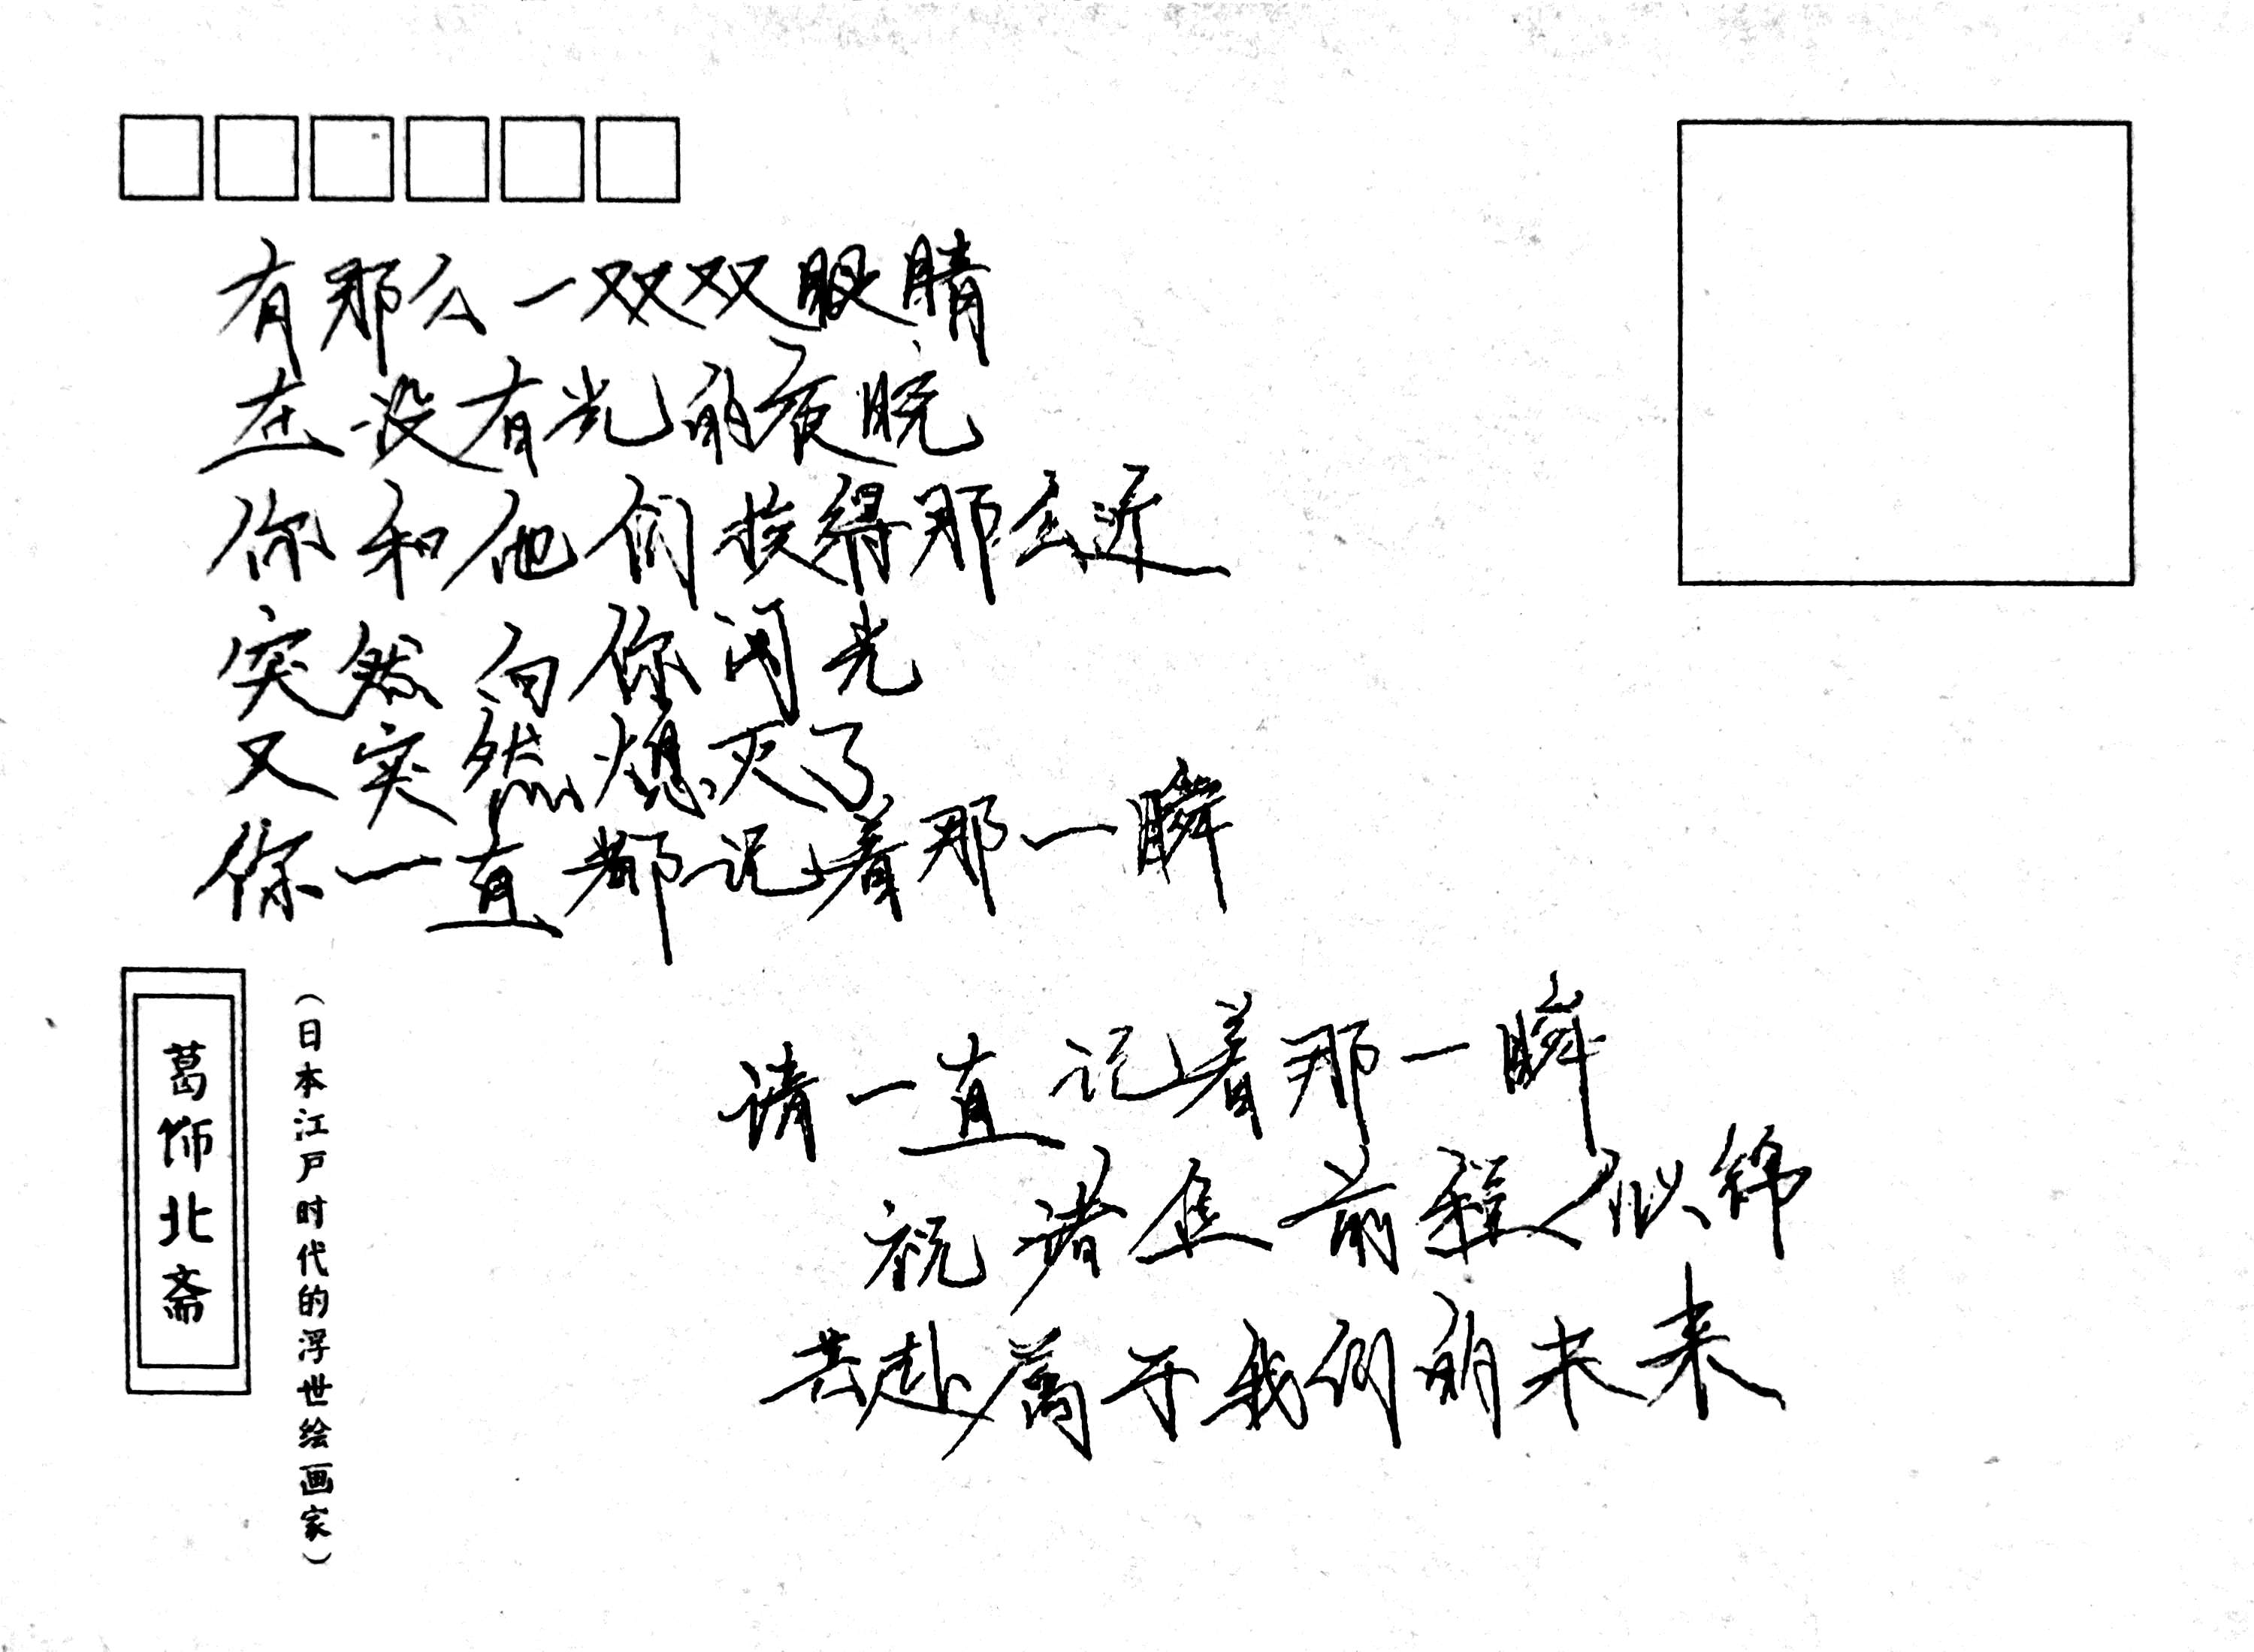 有那么一双双眼睛
在没有光的夜晚
你和他们挨得那么近
突然向你闪光
又突然熄灭了
你一直都记着那一瞬
请一直记着那一瞬
祝诸位前程似锦
去赴属于我们的未来
葛饰北斋
（日本江户时代的浮世绘画家）